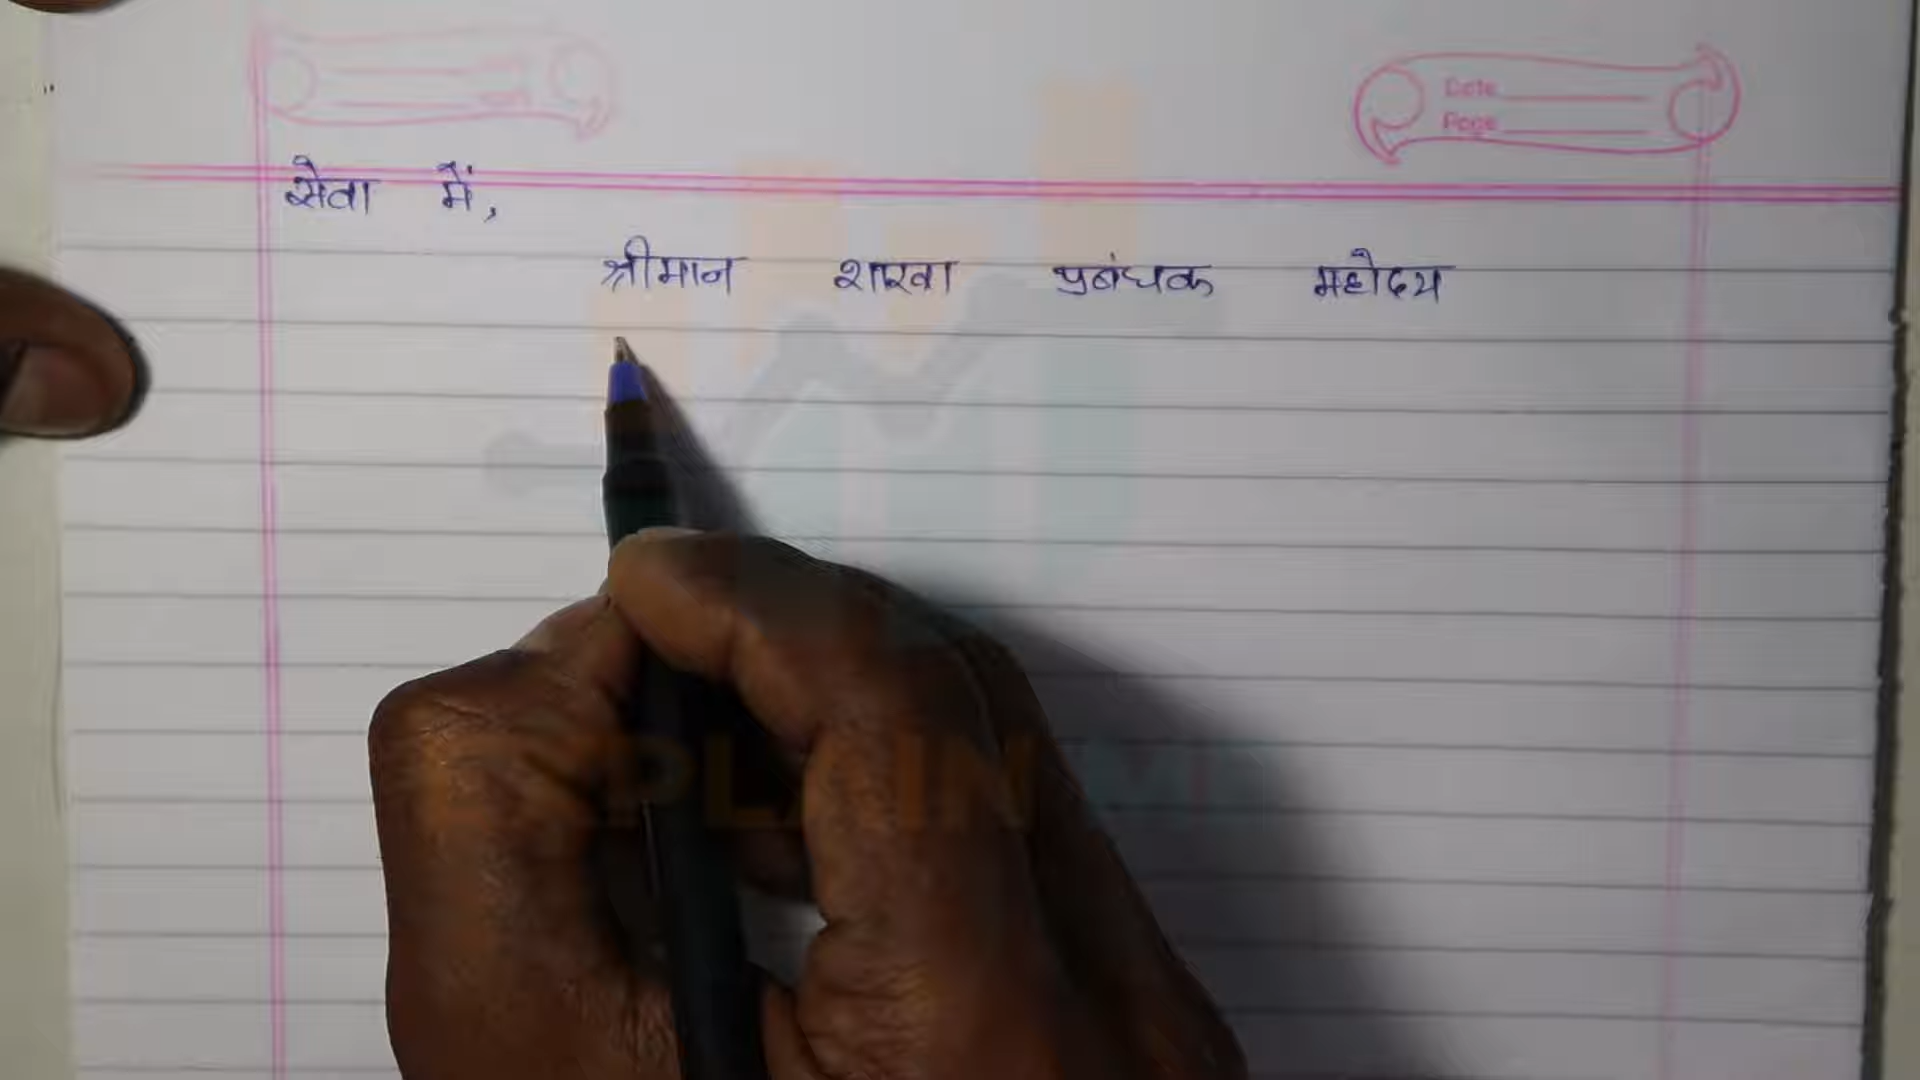 Date
Page
सेवा में,
श्रीमान शाखा प्रबंधक महोदय